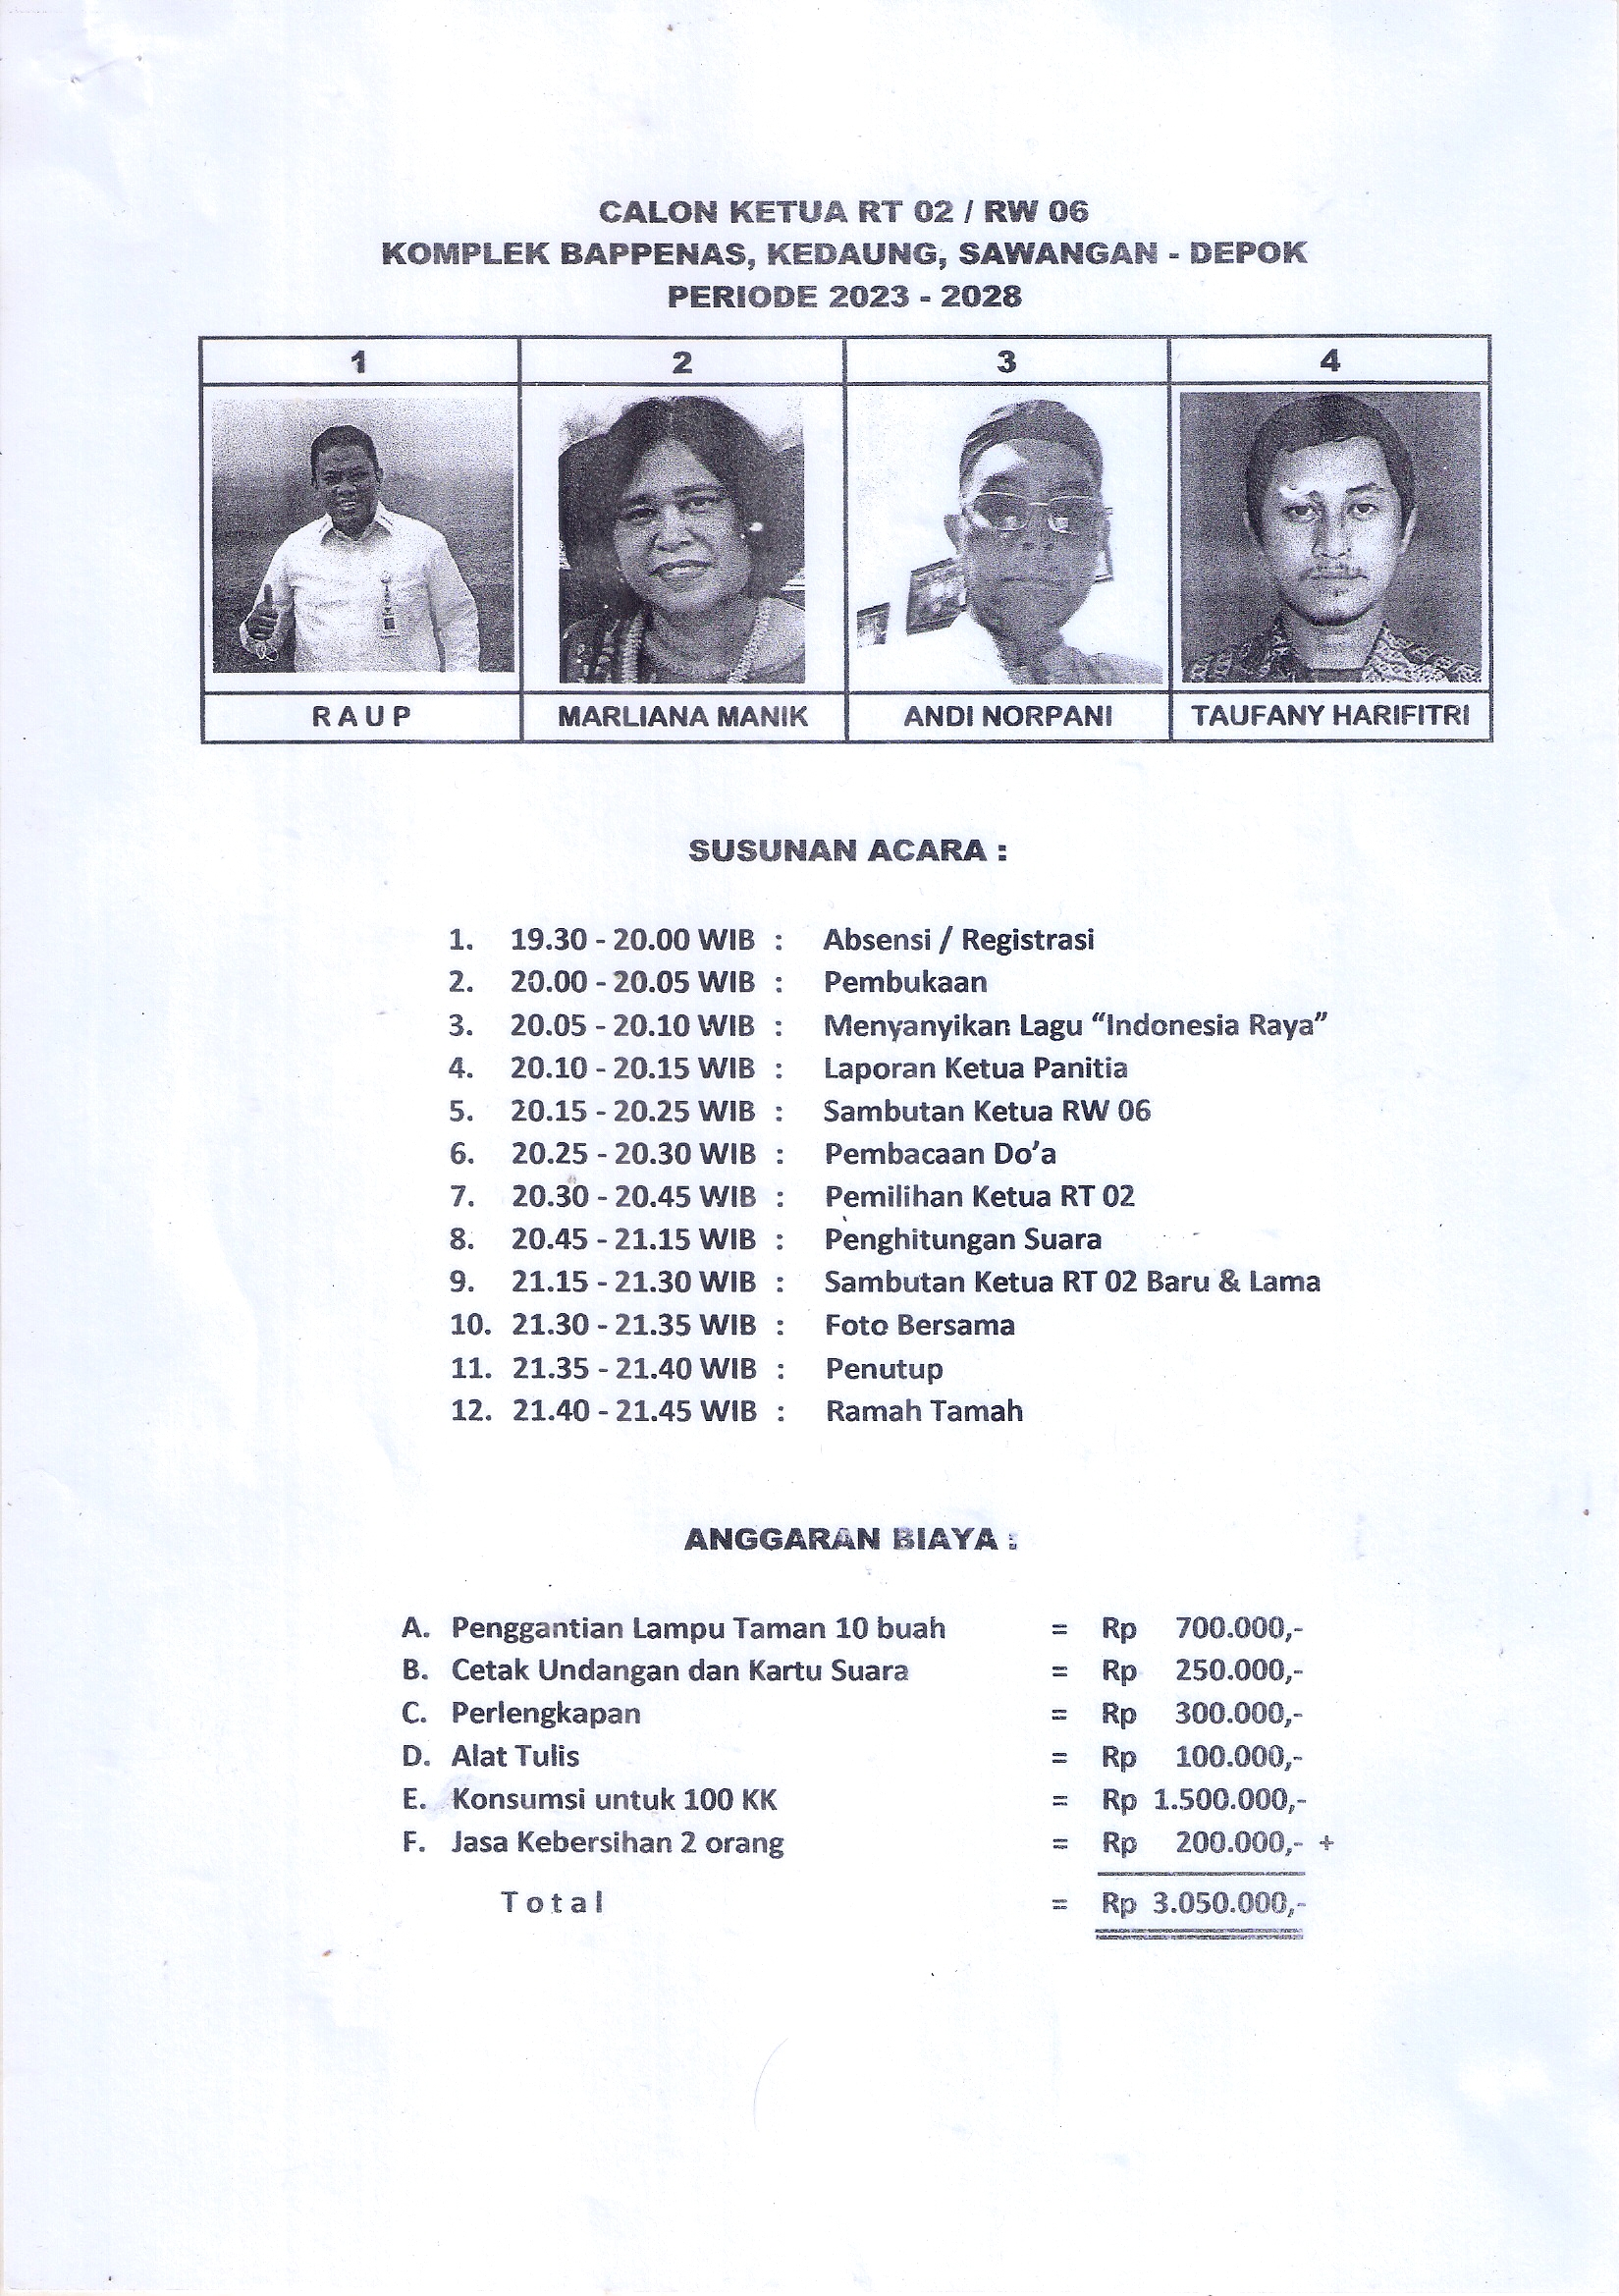 CALON KETUA RT 02 / RW 06
KOMPLEK BAPPENAS, KEDAUNG, SAWANGAN - DEPOK
PERIODE 2023 - 2028
1 2 3 4
R A U P MARLIANA MANIK ANDI NORPANI TAUFANY HARIFITRI
SUSUNAN ACARA :
1. 19.30 - 20.00 WIB : Absensi / Registrasi
2. 20.00 - 20.05 WIB : Pembukaan
3. 20.05 - 20.10 WIB : Menyanyikan Lagu “Indonesia Raya”
4. 20.10 - 20.15 WIB : Laporan Ketua Panitia
5. 20.15 - 20.25 WIB : Sambutan Ketua RW 06
6. 20.25 - 20.30 WIB : Pembacaan Do’a
7. 20.30 - 20.45 WIB : Pemilihan Ketua RT 02
8. 20.45 - 21.15 WIB : Penghitungan Suara
9. 21.15 - 21.30 WIB : Sambutan Ketua RT 02 Baru & Lama
10. 21.30 - 21.35 WIB : Foto Bersama
11. 21.35 - 21.40 WIB : Penutup
12. 21.40 - 21.45 WIB : Ramah Tamah
ANGGARAN BIAYA :
A. Penggantian Lampu Taman 10 buah = Rp 700.000,-
B. Cetak Undangan dan Kartu Suara = Rp 250.000,-
C. Perlengkapan = Rp 300.000,-
D. Alat Tulis = Rp 100.000,-
E. Konsumsi untuk 100 KK = Rp 1.500.000,-
F. Jasa Kebersihan 2 orang = Rp 200.000,- +
T o t a l = Rp 3.050.000,-